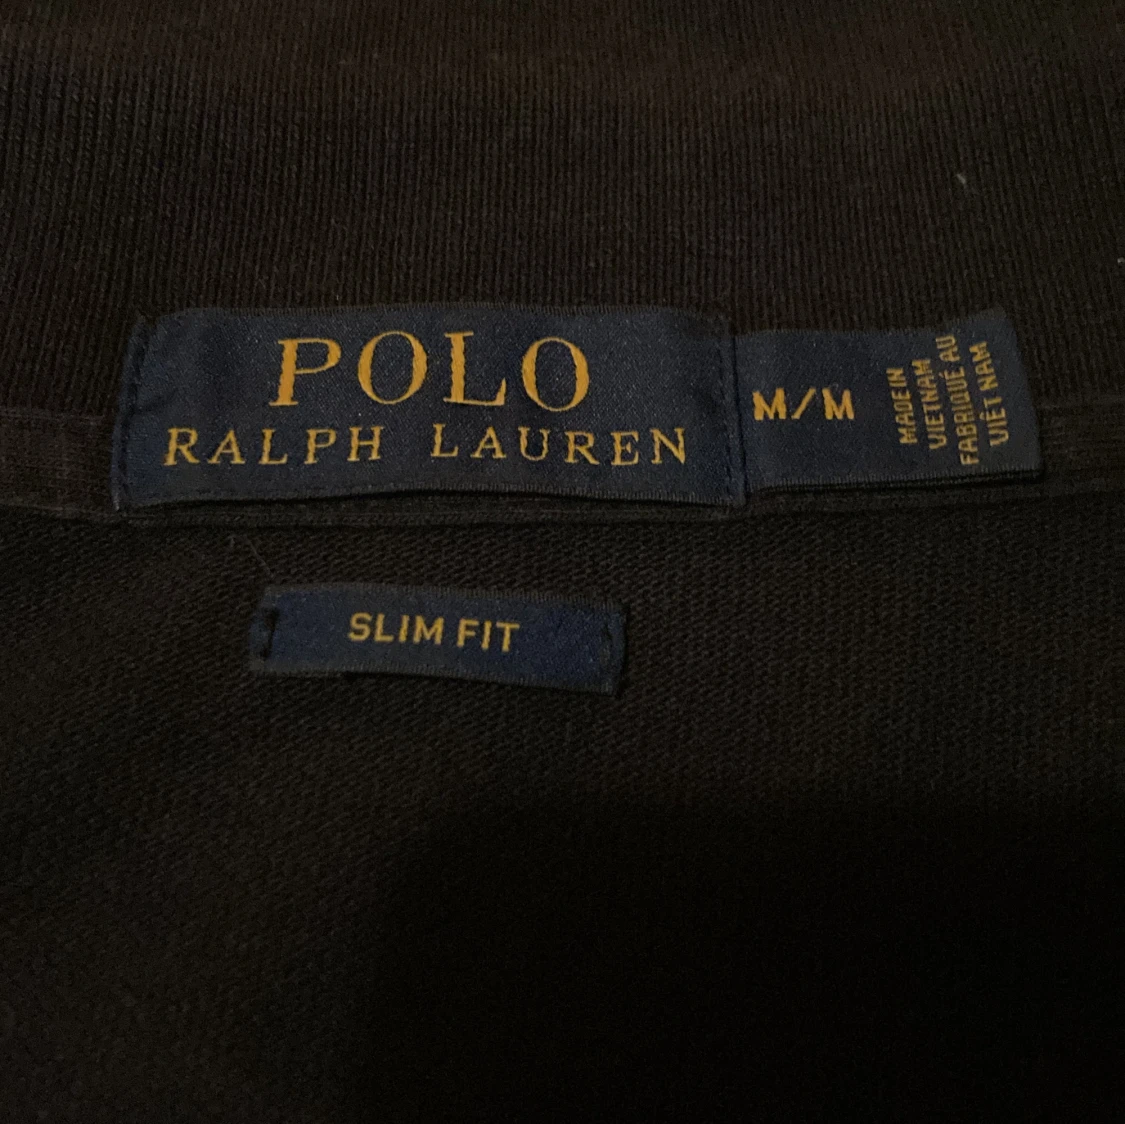 POLO
RALPH LAUREN
M/M
MADE IN
VIETNAM
FABRIQUÉ AU
VIÊT NAM
SLIM FIT